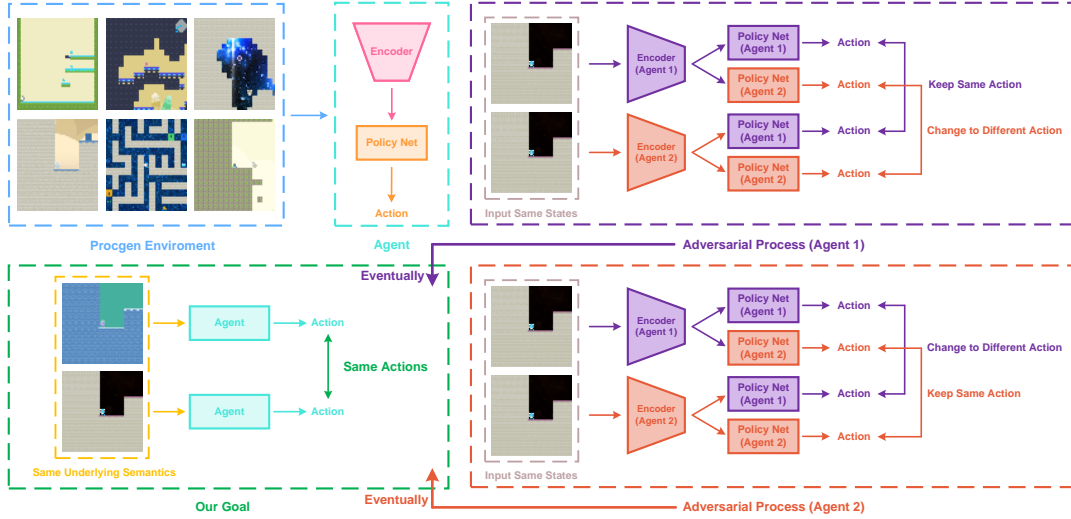 Encoder
Policy Net
Action
Procgen Enviroment
Agent
Encoder
(Agent 1)
Policy Net
(Agent 1)
Action
Policy Net
(Agent 2)
Action
Keep Same Action
Encoder
(Agent 2)
Policy Net
(Agent 1)
Action
Change to Different Action
Policy Net
(Agent 2)
Action
Input Same States
Adversarial Process (Agent 1)
Eventually
Agent
Action
Same Actions
Agent
Action
Same Underlying Semantics
Our Goal
Encoder
(Agent 1)
Policy Net
(Agent 1)
Action
Policy Net
(Agent 2)
Action
Change to Different Action
Encoder
(Agent 2)
Policy Net
(Agent 1)
Action
Keep Same Action
Policy Net
(Agent 2)
Action
Input Same States
Eventually
Adversarial Process (Agent 2)